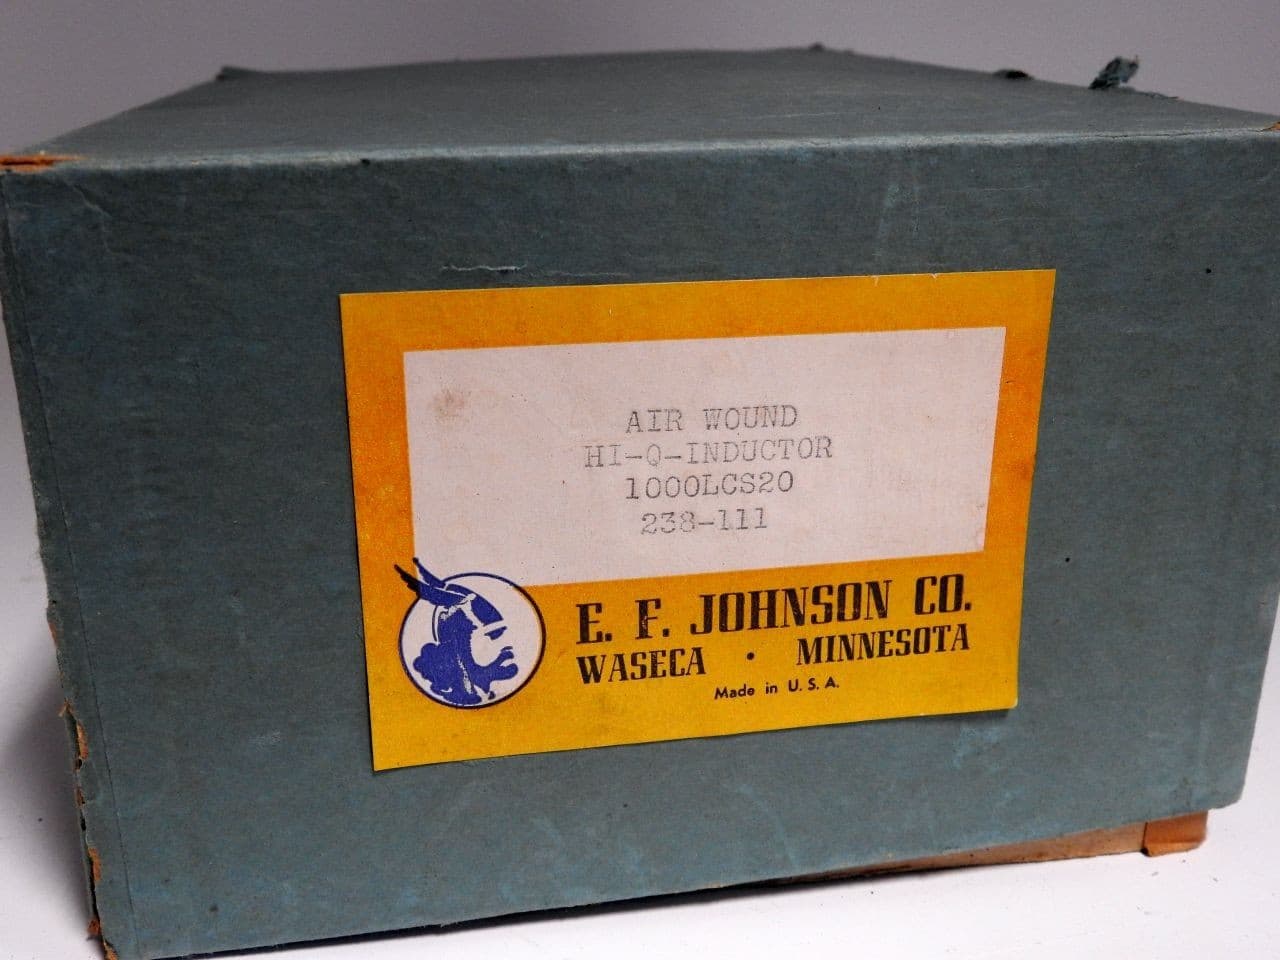 AIR WOUND
HI-Q-INDUCTOR
1000LCS20
238-111
E. F. JOHNSON CO.
WASECA • MINNESOTA
Made in U. S. A.